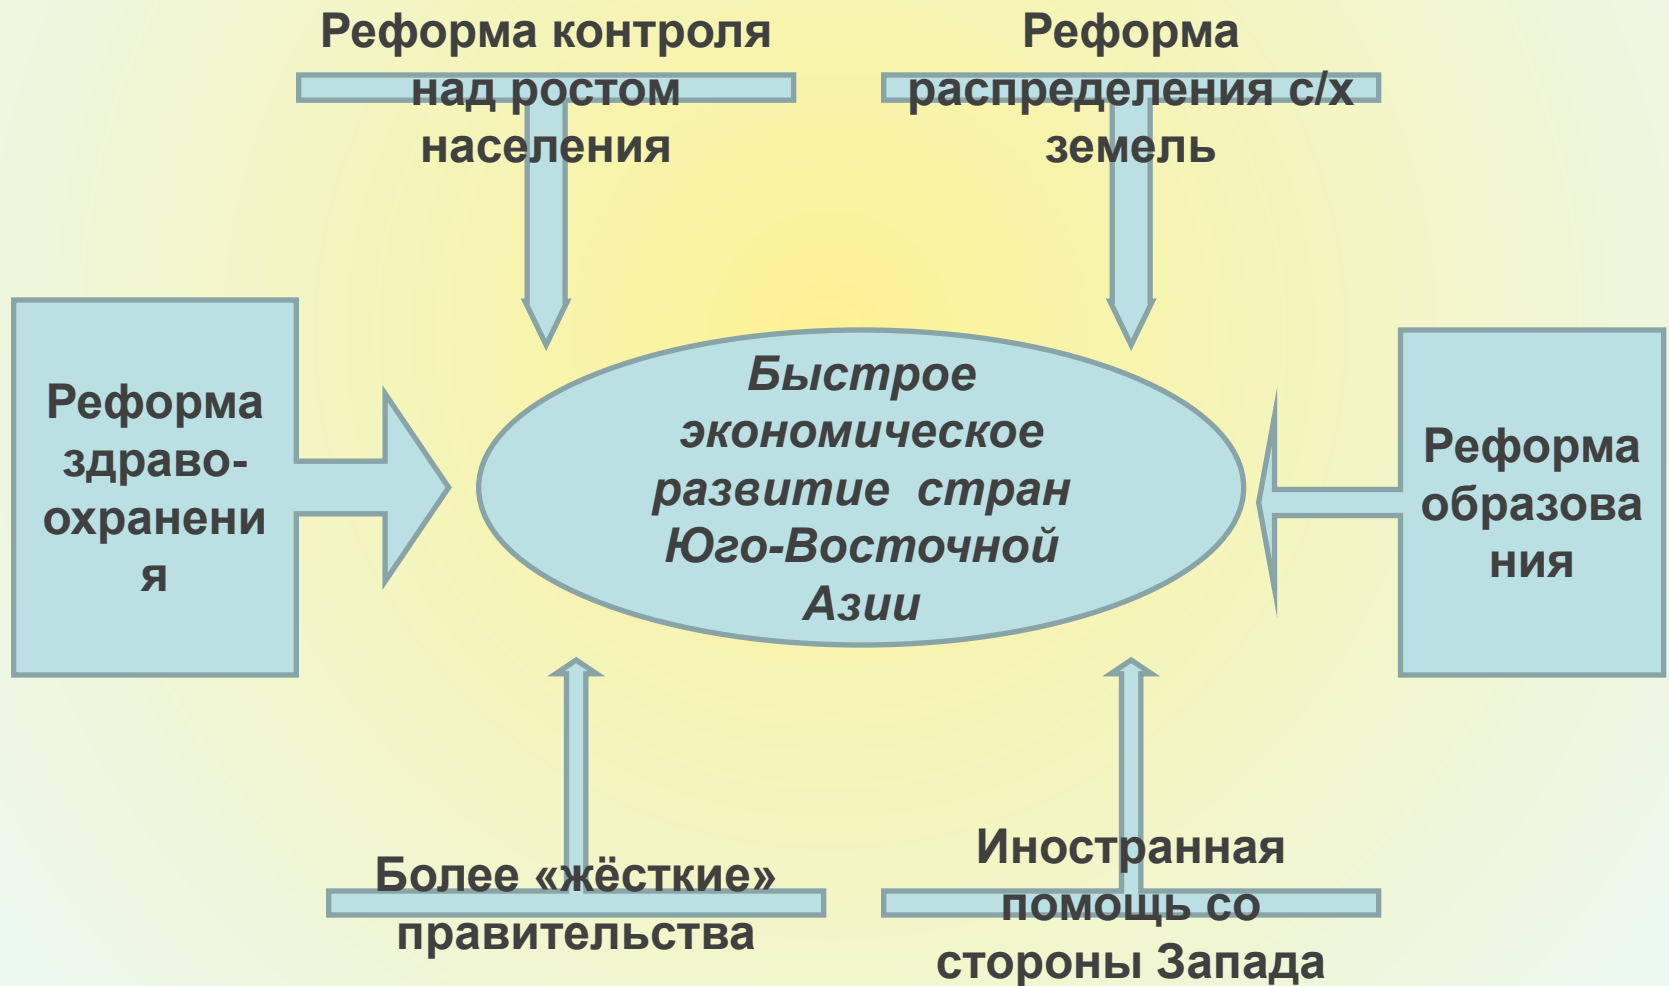 Реформа контроля
над ростом
населения
Реформа
распределения с/х
земель
Реформа
здраво-
охранени
я
Быстрое
экономическое
развитие стран
Юго-Восточной
Азии
Реформа
образова
ния
Более «жёсткие»
правительства
Иностранная
помощь со
стороны Запада